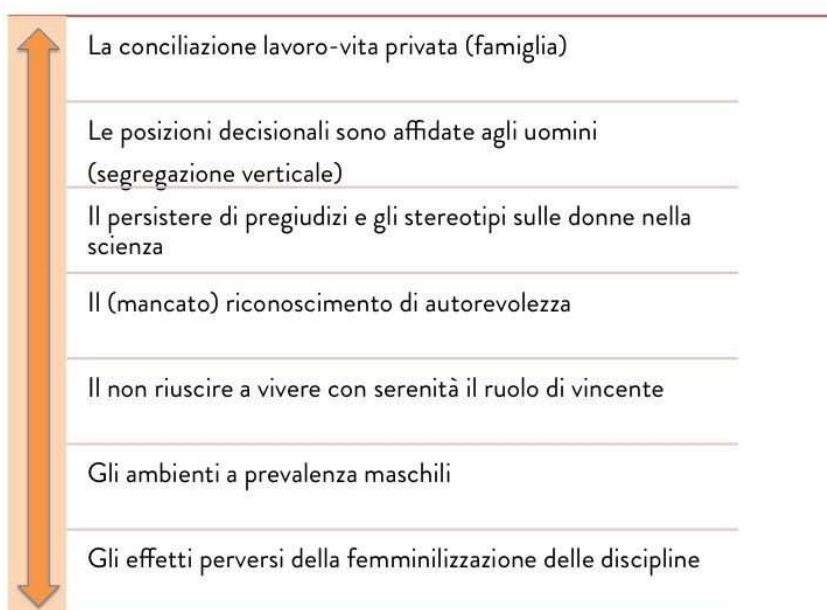 La conciliazione lavoro-vita privata (famiglia)
Le posizioni decisionali sono affidate agli uomini
(segregazione verticale)
Il persistere di pregiudizi e gli stereotipi sulle donne nella
scienza
Il (mancato) riconoscimento di autorevolezza
Il non riuscire a vivere con serenità il ruolo di vincente
Gli ambienti a prevalenza maschili
Gli effetti perversi della femminilizzazione delle discipline